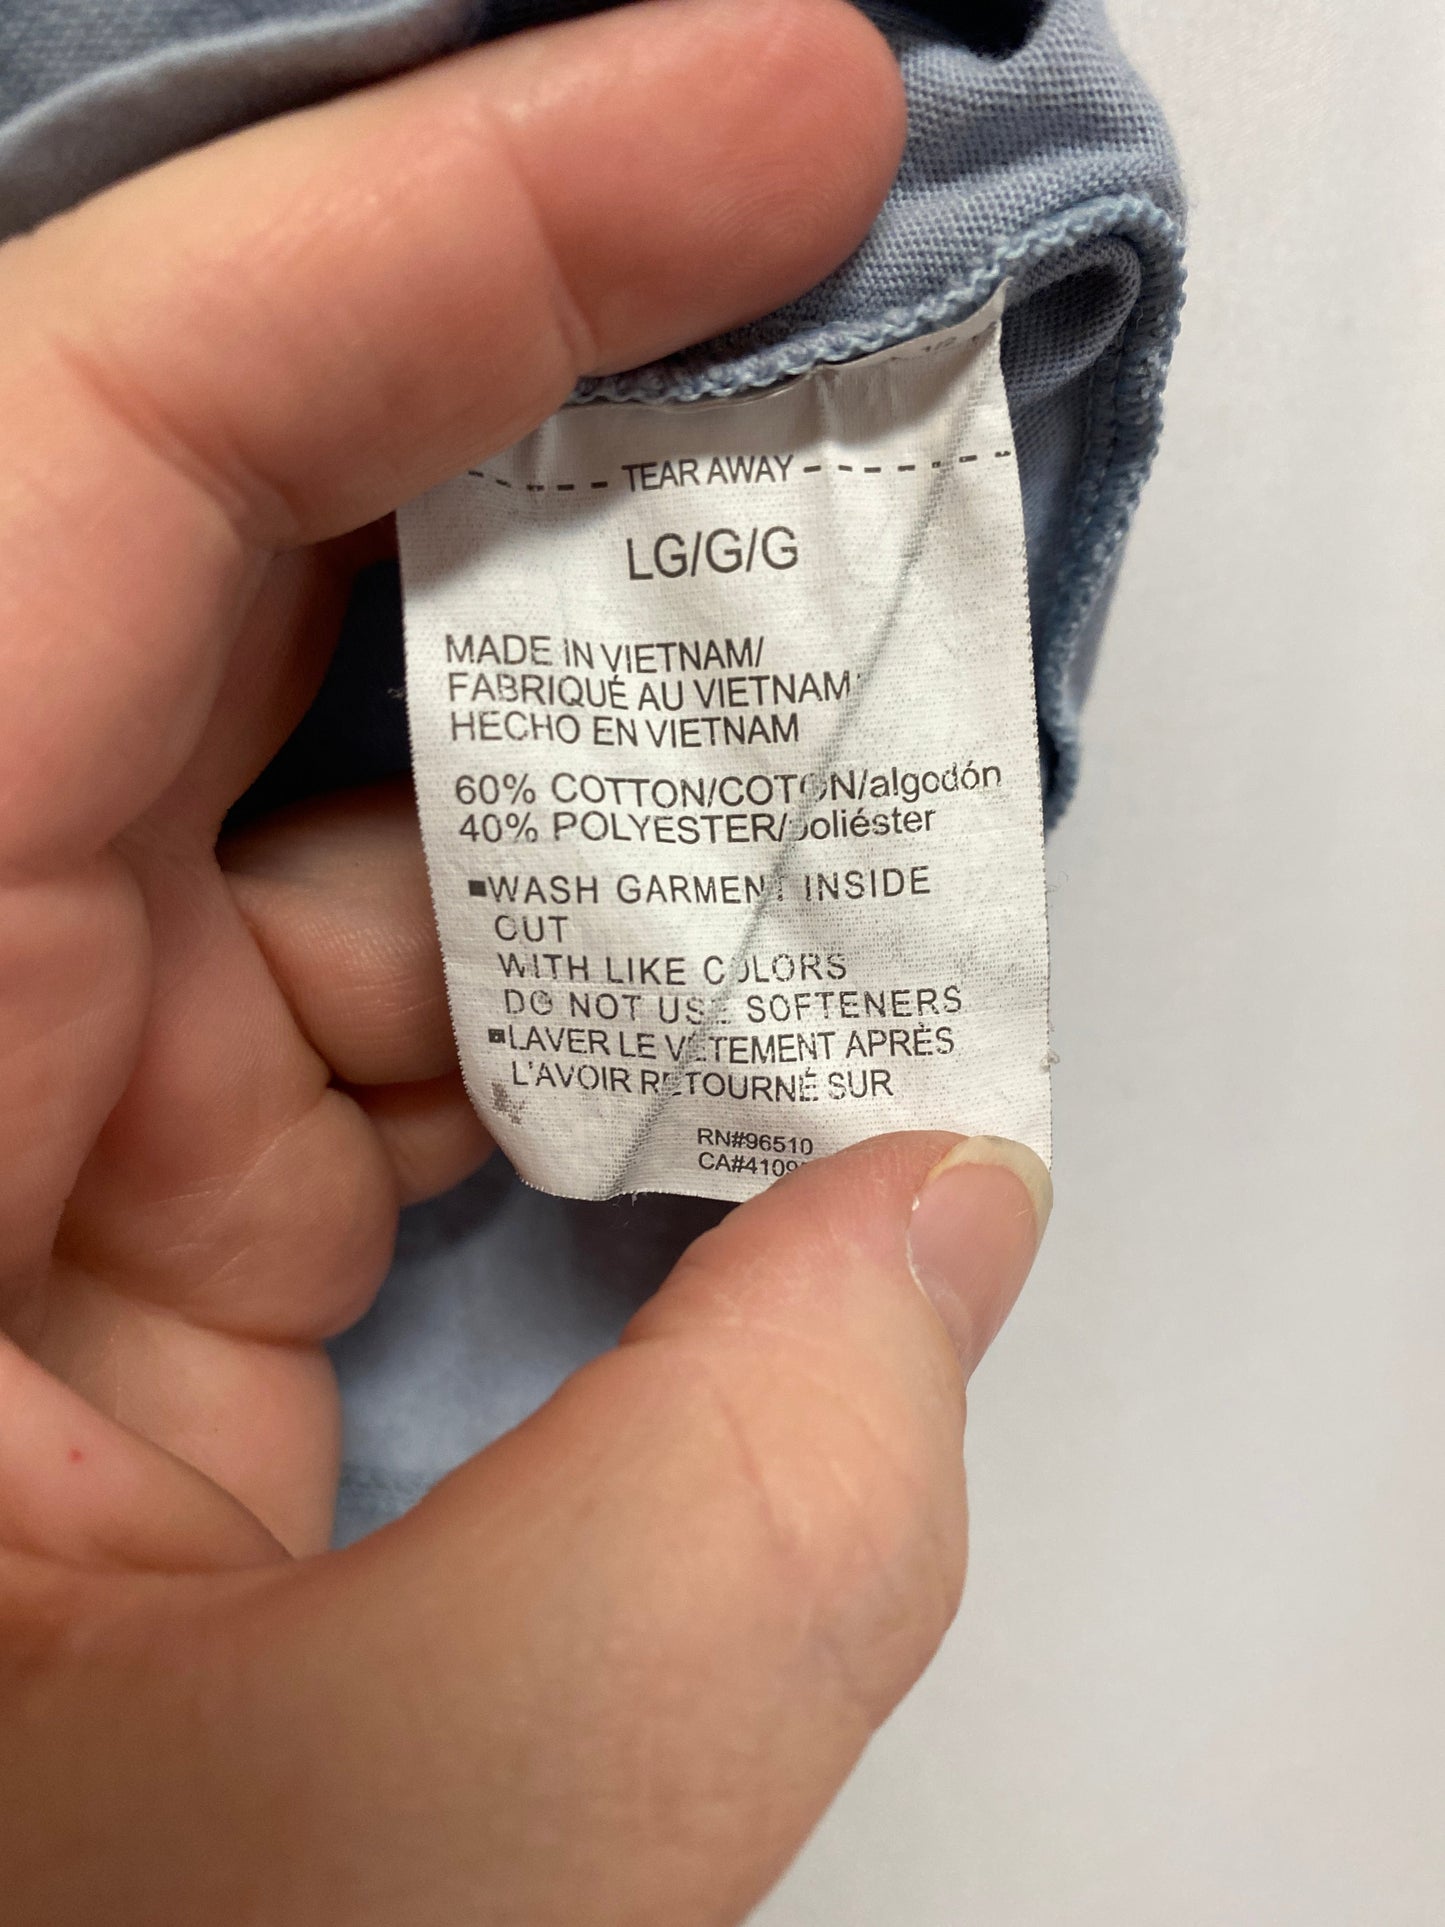 TEAR AWAY
LG/G/G
MADE IN VIETNAM/
FABRIQUÉ AU VIETNAM
HECHO EN VIETNAM
60% COTTON/COTON/algodón
40% POLYESTER/poliéster
WASH GARMENT INSIDE
OUT
WITH LIKE COLORS
DO NOT USE SOFTENERS
LAVER LE VÊTEMENT APRÈS
L'AVOIR RETOURNÉ SUR
RN#96510